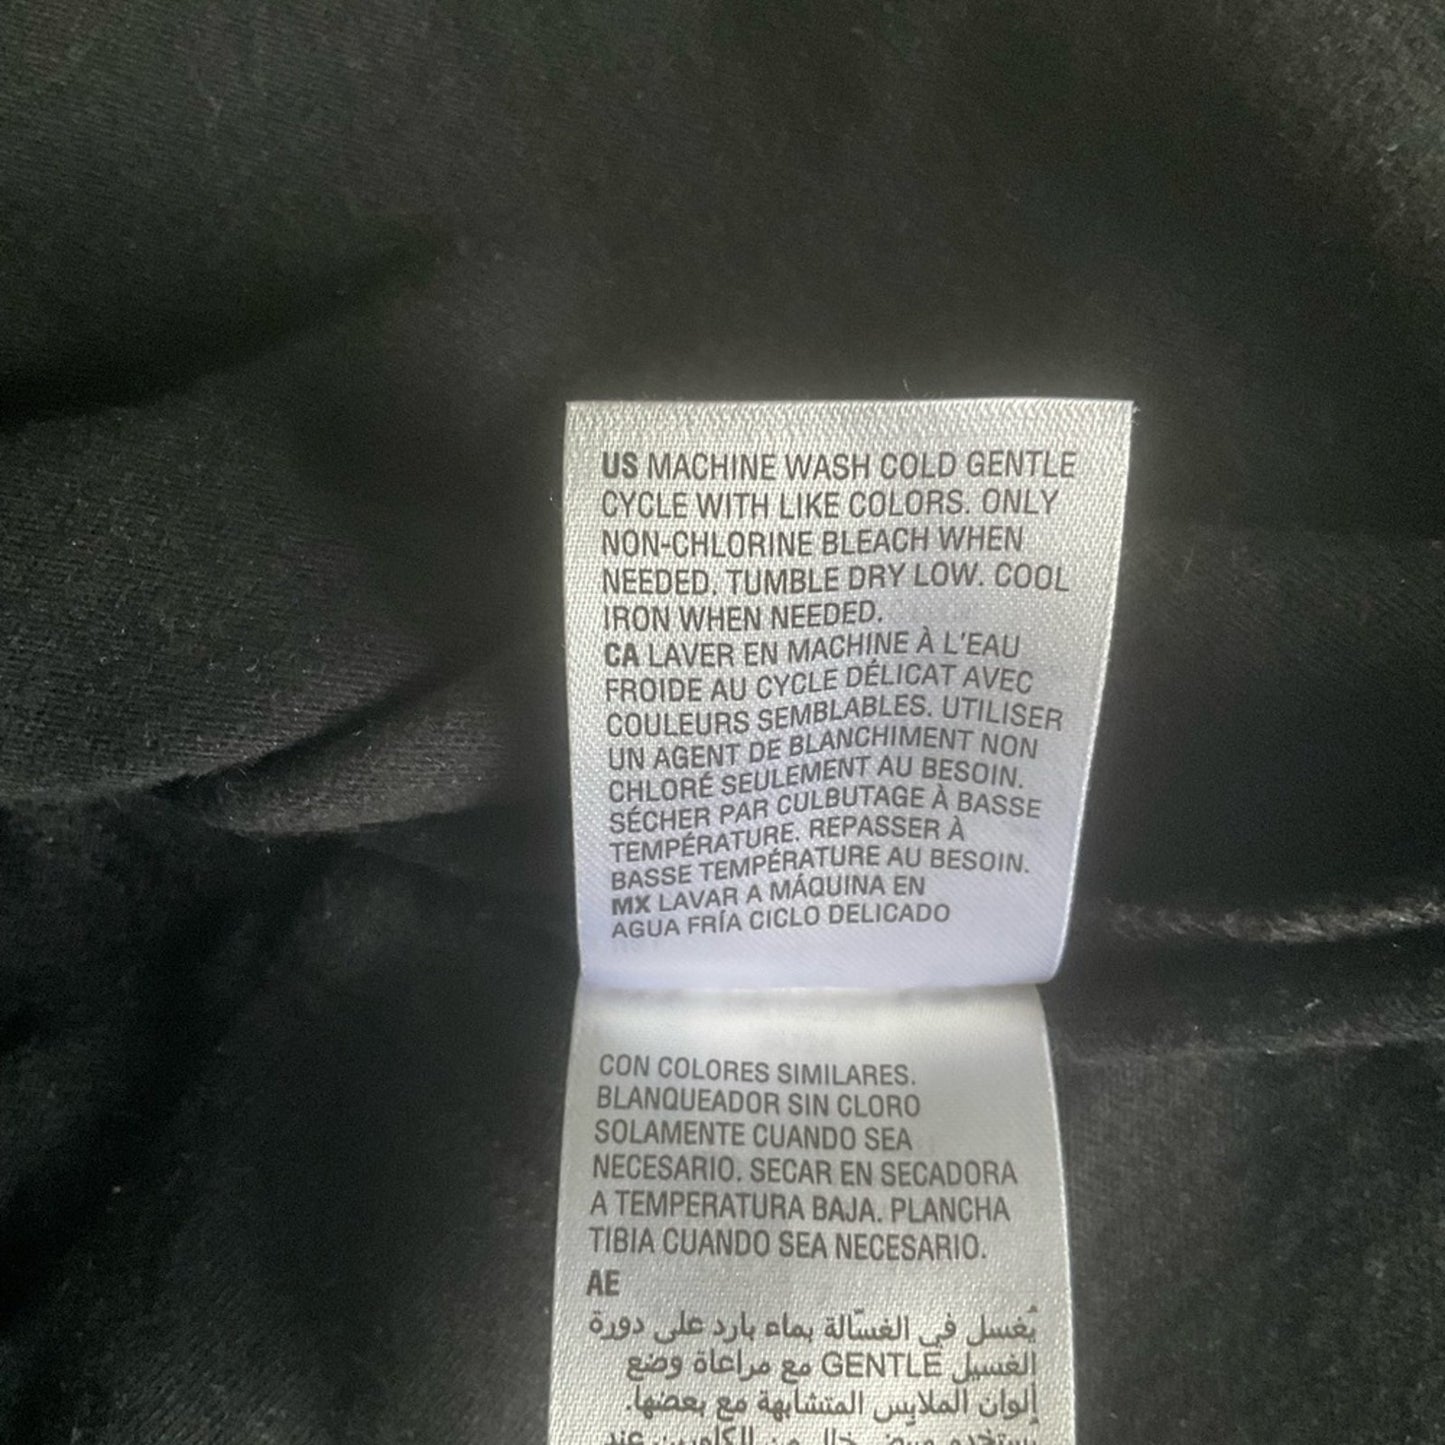 US MACHINE WASH COLD GENTLE
CYCLE WITH LIKE COLORS. ONLY
NON-CHLORINE BLEACH WHEN
NEEDED. TUMBLE DRY LOW. COOL
IRON WHEN NEEDED.
CA LAVER EN MACHINE À L'EAU
FROIDE AU CYCLE DÉLICAT AVEC
COULEURS SEMBLABLES. UTILISER
UN AGENT DE BLANCHIMENT NON
CHLORÉ SEULEMENT AU BESOIN.
SÉCHER PAR CULBUTAGE À BASSE
TEMPÉRATURE. REPASSER À
BASSE TEMPÉRATURE AU BESOIN.
MX LAVAR A MÁQUINA EN
AGUA FRÍA CICLO DELICADO
CON COLORES SIMILARES.
BLANQUEADOR SIN CLORO
SOLAMENTE CUANDO SEA
NECESARIO. SECAR EN SECADORA
A TEMPERATURA BAJA. PLANCHA
TIBIA CUANDO SEA NECESARIO.
AE
يُغسل في الغسّالة بماء بارد على دورة
الغسيل GENTLE مع مراعاة وضع
إلوان الملابس المتشابهة مع بعضها.
من الكلورين عند